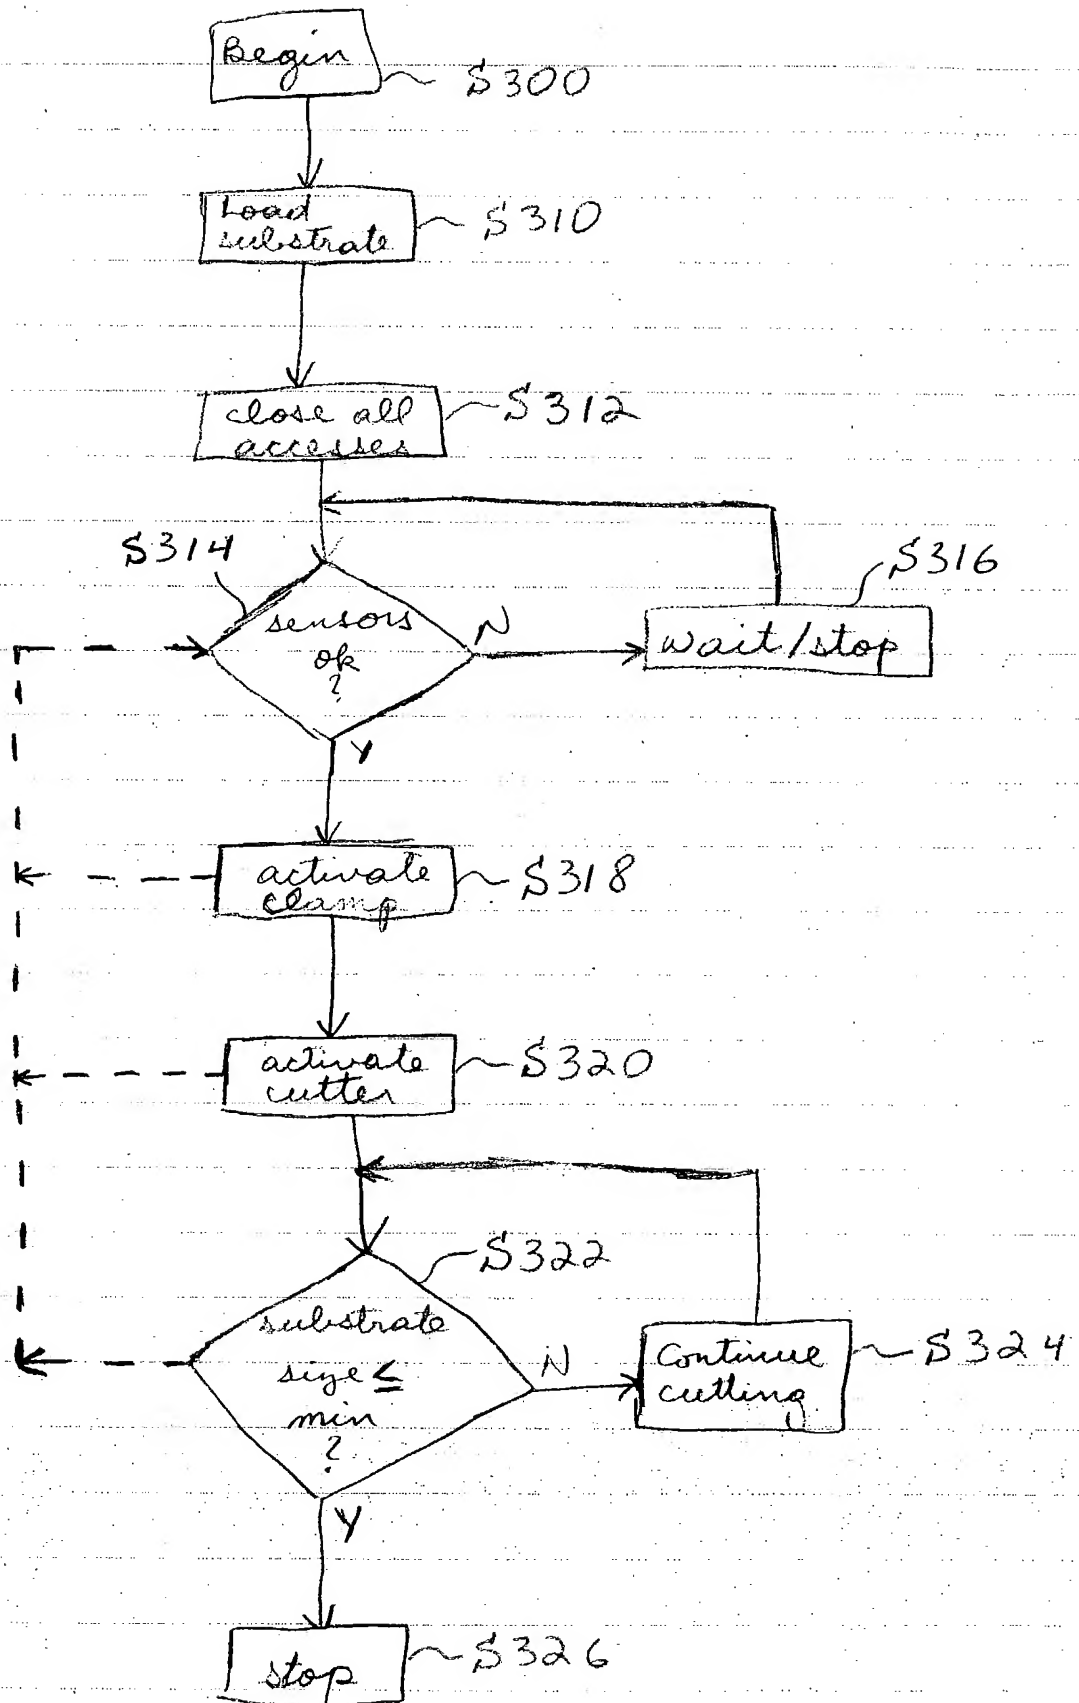 Begin
S300
Load
substrate
S310
close all
accesses
S312
S314
sensors
ok
?
N
S316
wait/stop
Y
activate
clamp
S318
activate
cutter
S320
S322
substrate
size ≤
min
?
N
Continue
cutting
S324
Y
stop
S326